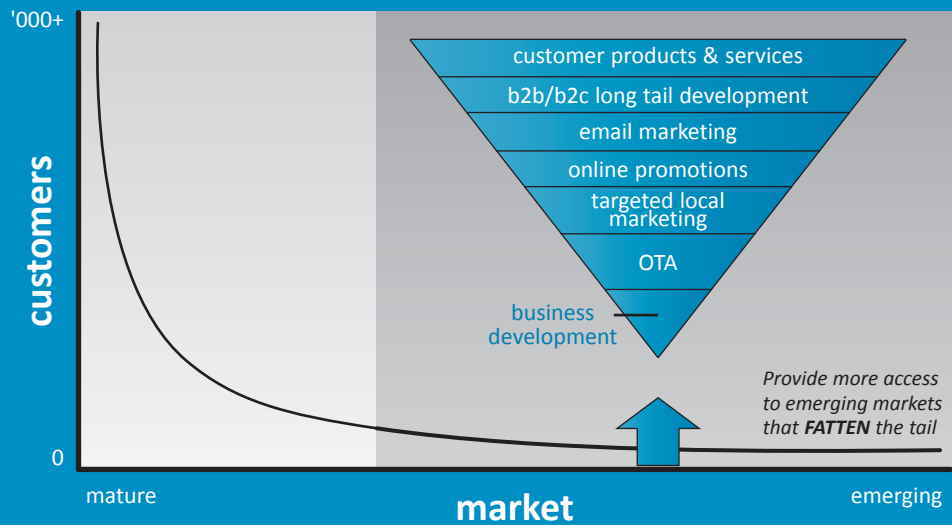 '000+
customers
0
customer products & services
b2b/b2c long tail development
email marketing
online promotions
targeted local
marketing
OTA
business
development
Provide more access
to emerging markets
that FATTEN the tail
mature
market
emerging